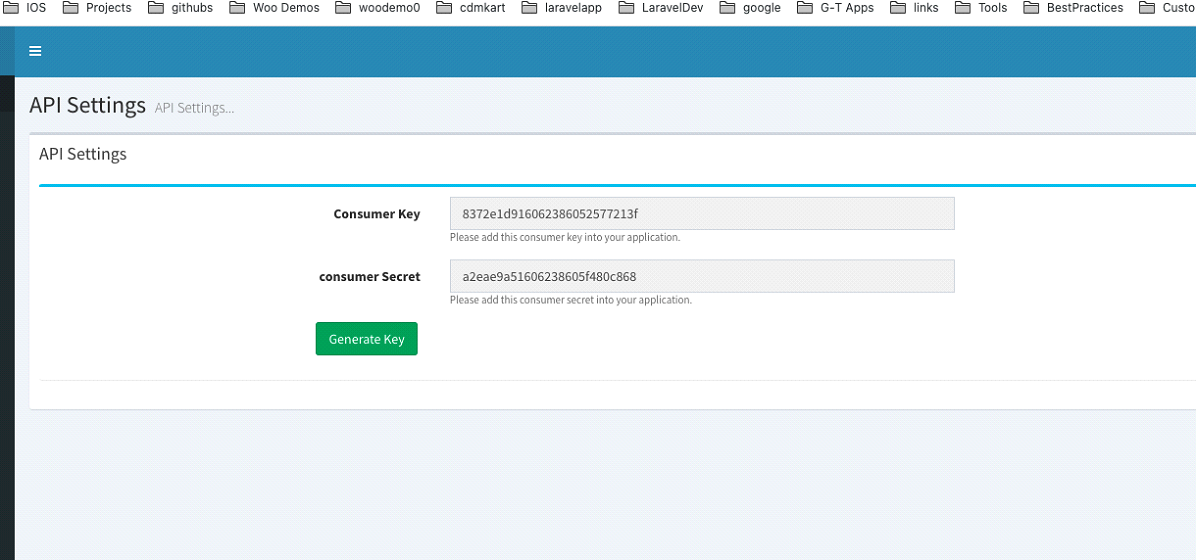 IOS Projects githubs Woo Demos woodemo0 cdmkart laravelapp LaravelDev google G-T Apps links Tools BestPractices Custo
API Settings API Settings...
API Settings
Consumer Key 8372e1d916062386052577213f
Please add this consumer key into your application.
consumer Secret a2eae9a51606238605f480c868
Please add this consumer secret into your application.
Generate Key